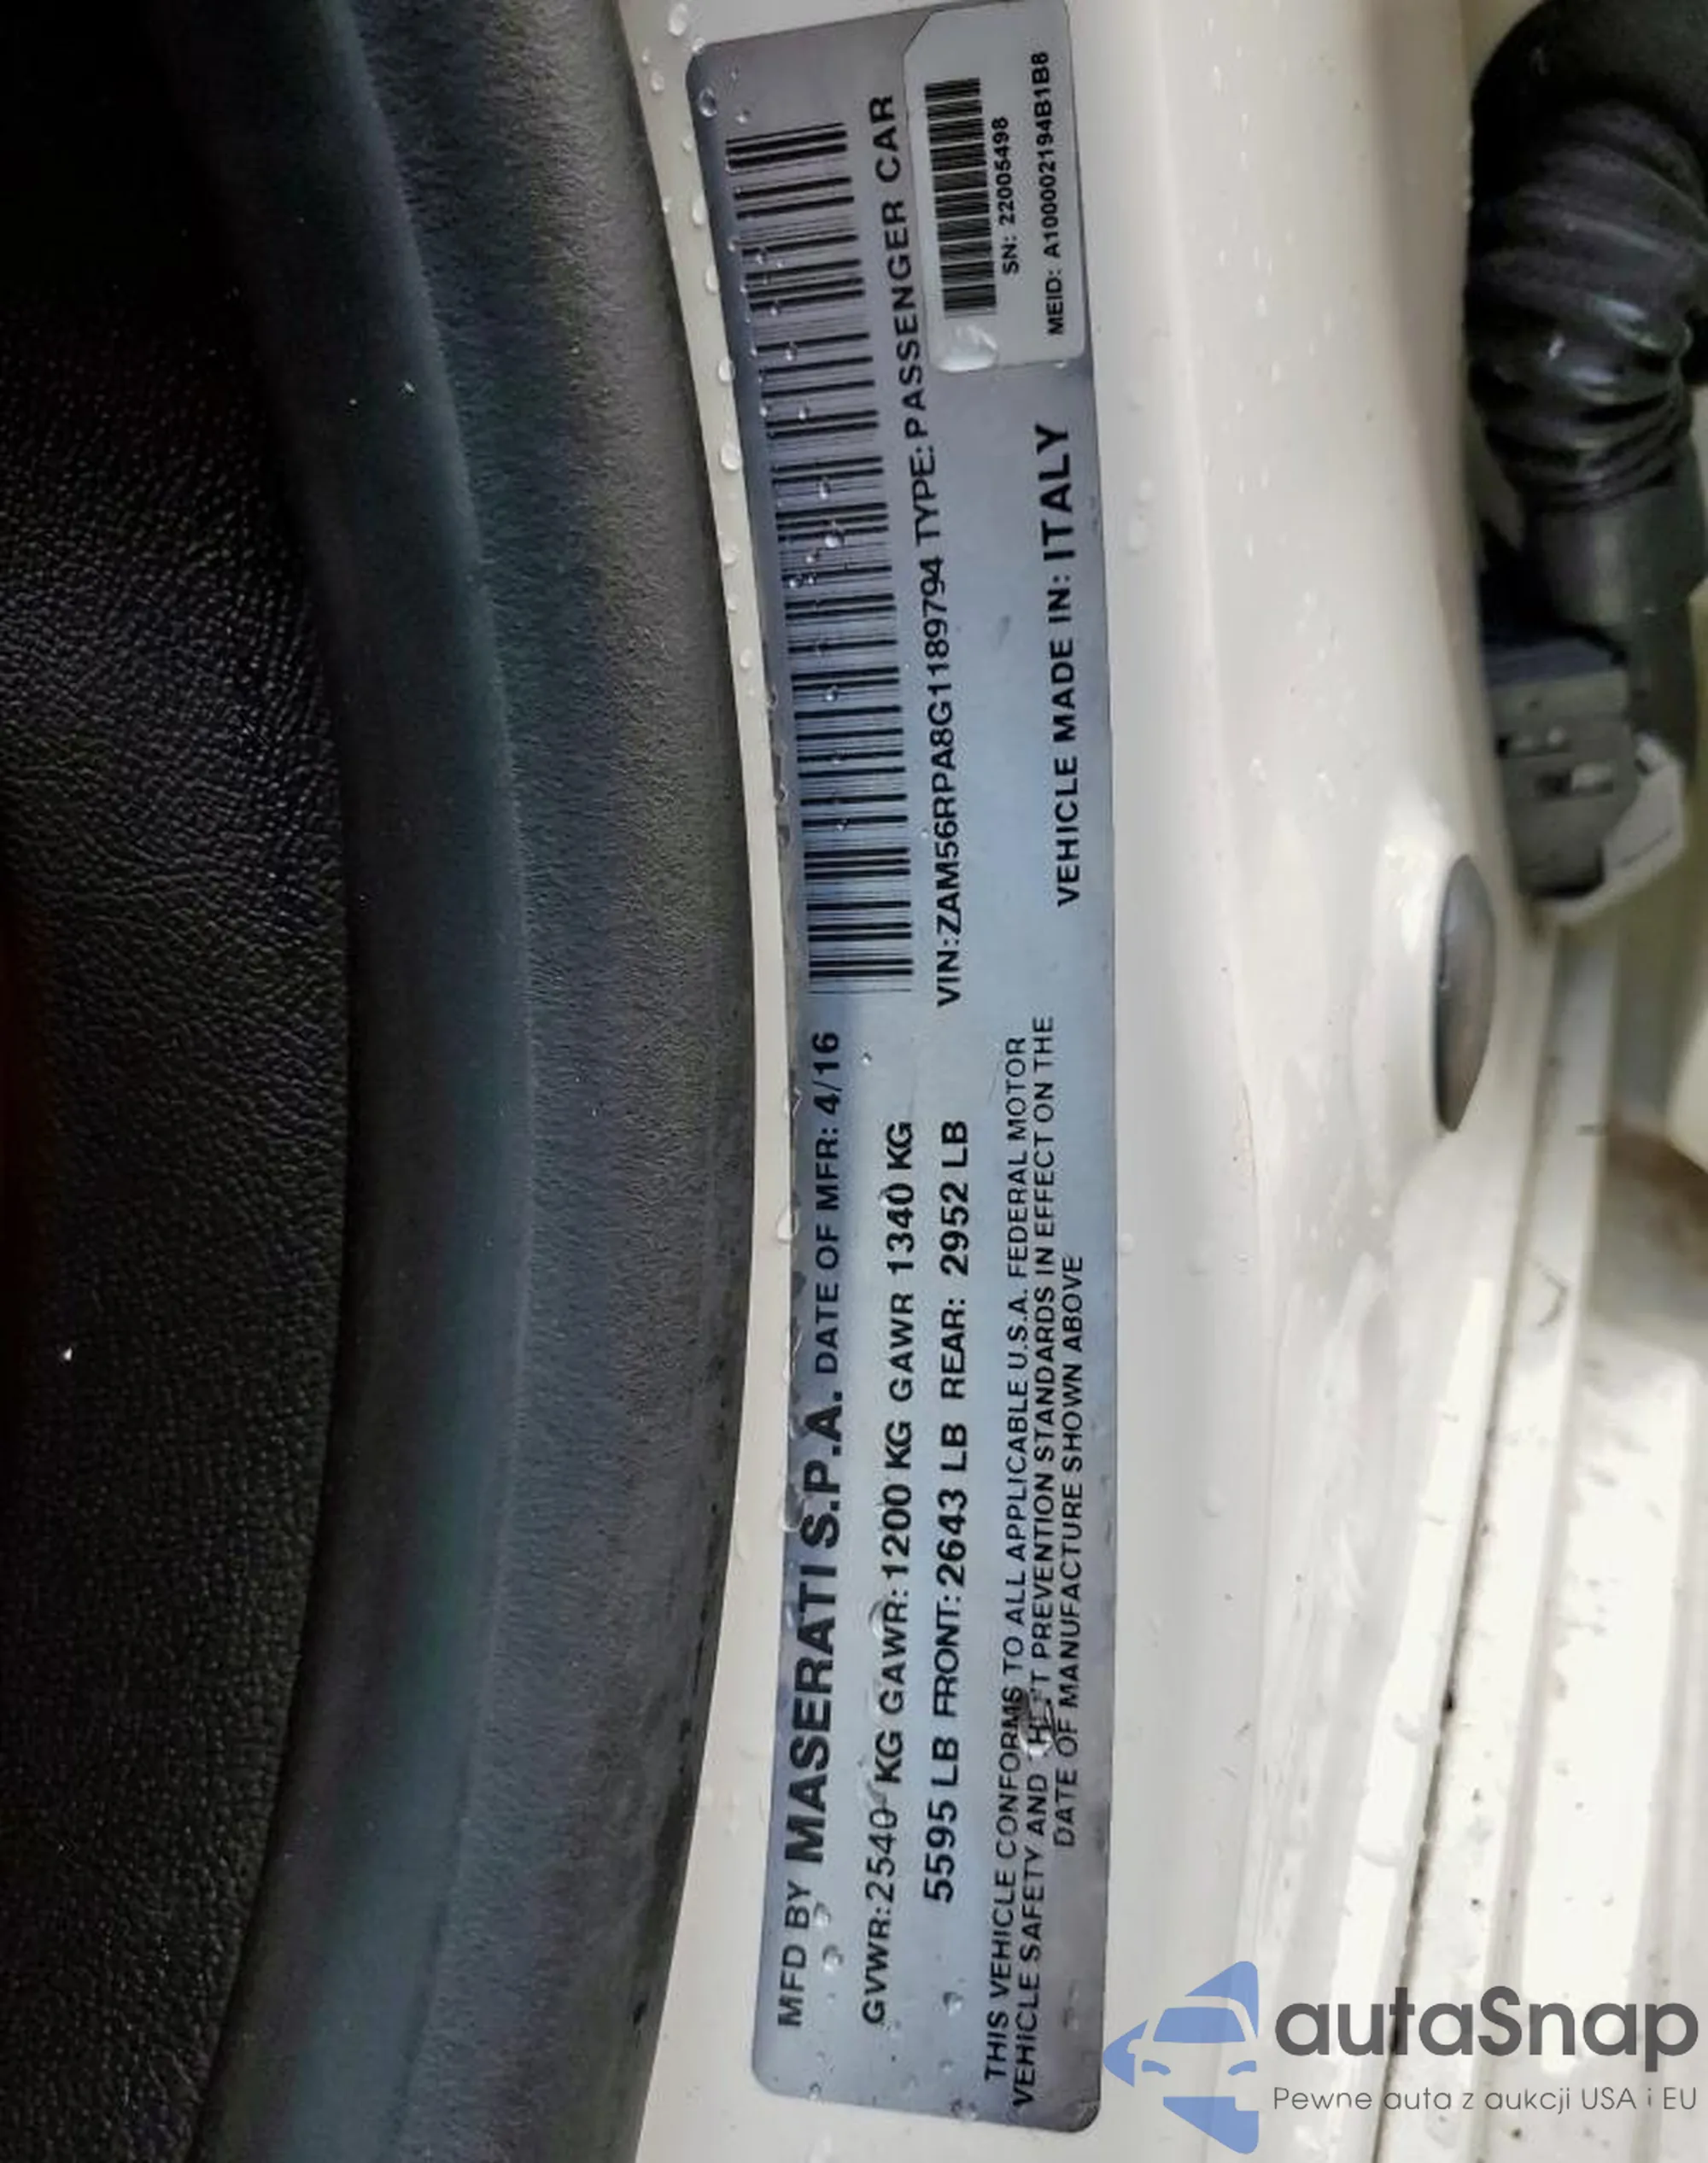 MFD BY MASERATI S.P.A. DATE OF MFR: 4/16
GVWR:2540 KG GAWR:1200 KG GAWR 1340 KG
5595 LB FRONT:2643 LB REAR: 2952 LB
VIN:ZAM56RPA8G1189794 TYPE: PASSENGER CAR
THIS VEHICLE CONFORMS TO ALL APPLICABLE U.S.A. FEDERAL MOTOR
VEHICLE SAFETY AND THEFT PREVENTION STANDARDS IN EFFECT ON THE
DATE OF MANUFACTURE SHOWN ABOVE
VEHICLE MADE IN: ITALY
SN: 22005498
MEID: A100002194B1B8
autaSnap
Pewne auta z aukcji USA i EU